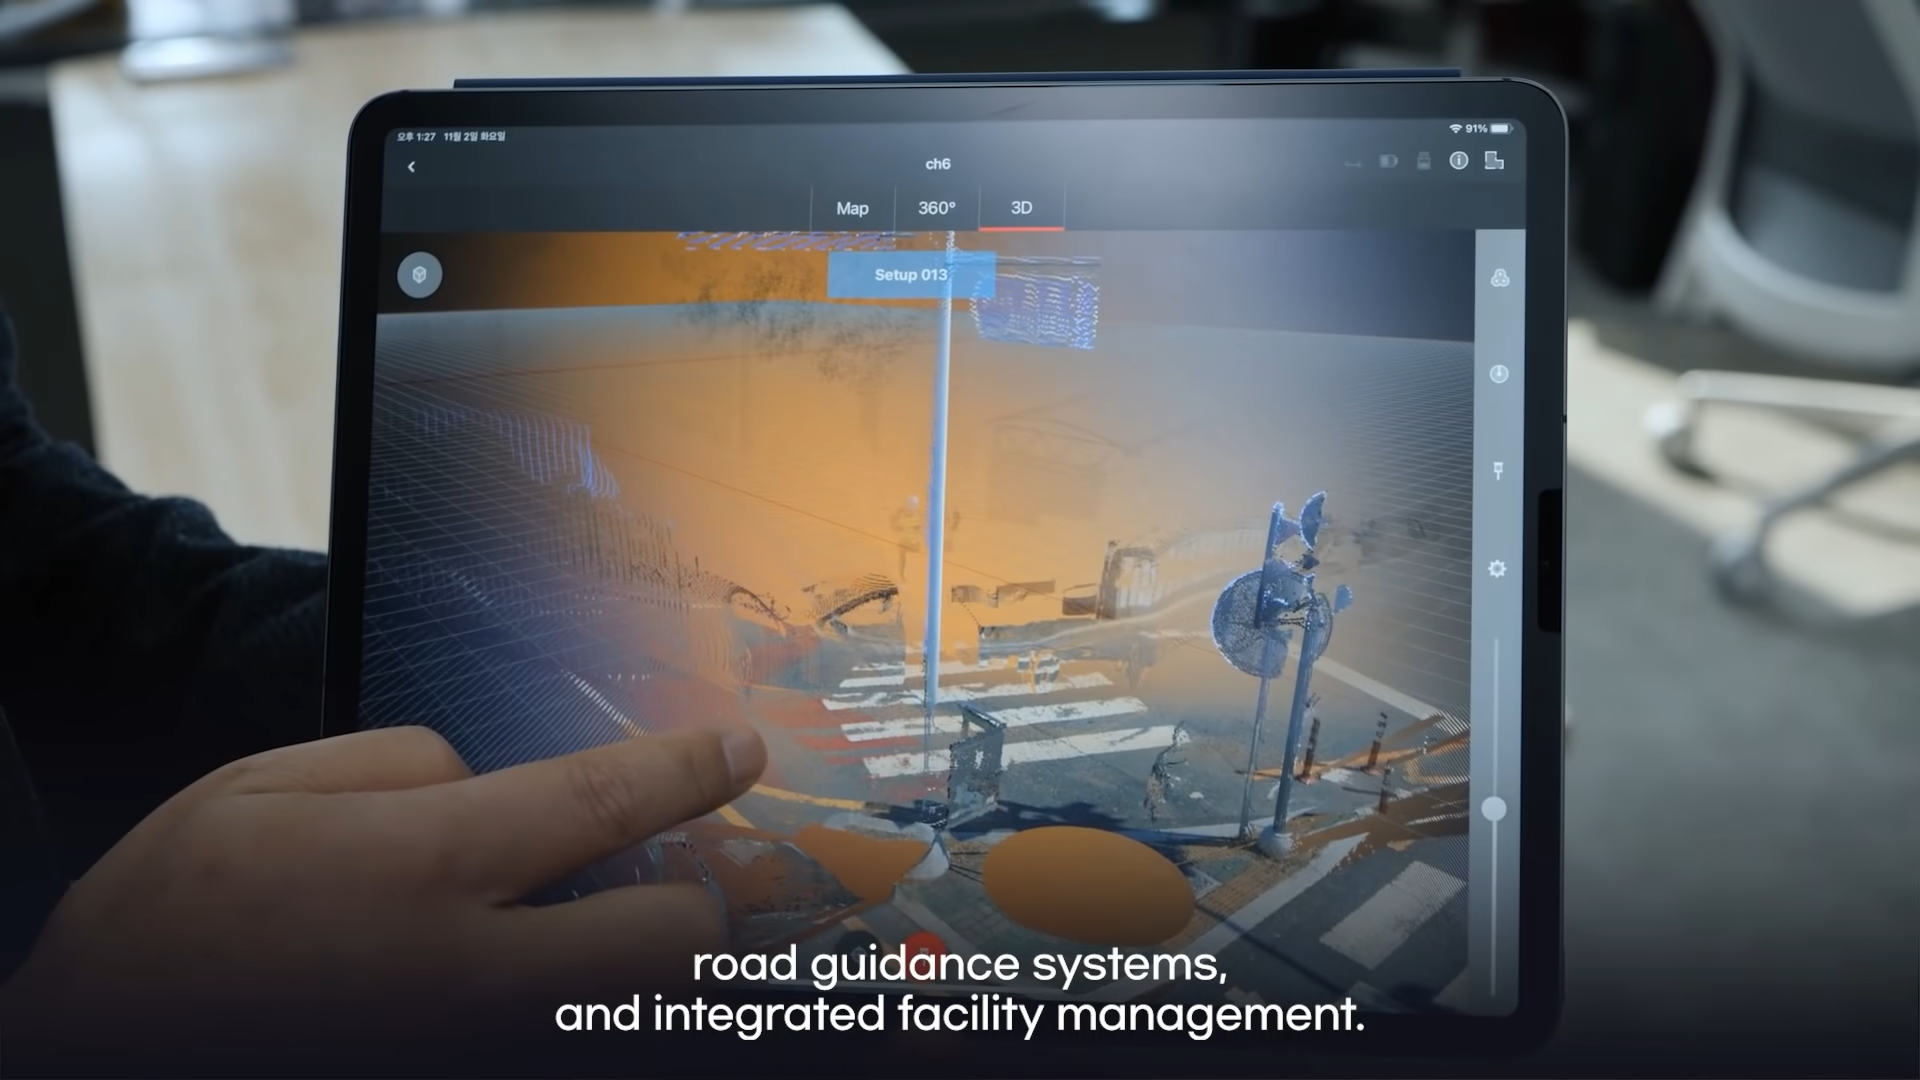 오후 1:27 11월 2일 화요일
91%
ch6
Map 360° 3D
Setup 013
road guidance systems,
and integrated facility management.